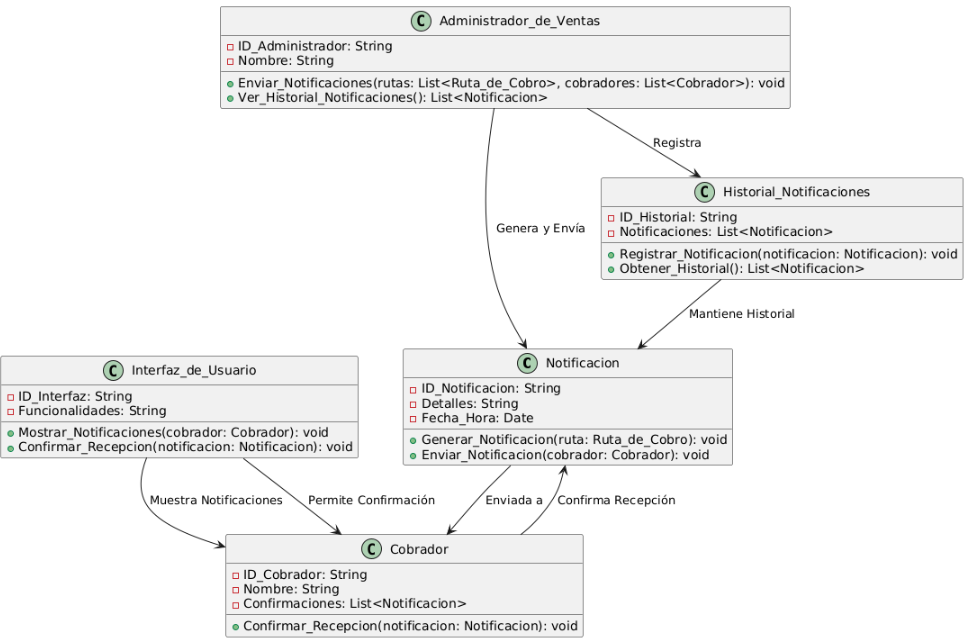 C Administrador_de_Ventas
ID_Administrador: String
Nombre: String
Enviar_Notificaciones(rutas: List<Ruta_de_Cobro>, cobradores: List<Cobrador>): void
Ver_Historial_Notificaciones(): List<Notificacion>
Registra
C Historial_Notificaciones
ID_Historial: String
Notificaciones: List<Notificacion>
Registrar_Notificacion(notificacion: Notificacion): void
Obtener_Historial(): List<Notificacion>
Genera y Envía
Mantiene Historial
C Interfaz_de_Usuario
ID_Interfaz: String
Funcionalidades: String
Mostrar_Notificaciones(cobrador: Cobrador): void
Confirmar_Recepcion(notificacion: Notificacion): void
C Notificacion
ID_Notificacion: String
Detalles: String
Fecha_Hora: Date
Generar_Notificacion(ruta: Ruta_de_Cobro): void
Enviar_Notificacion(cobrador: Cobrador): void
Muestra Notificaciones
Permite Confirmación
Enviada a
Confirma Recepción
C Cobrador
ID_Cobrador: String
Nombre: String
Confirmaciones: List<Notificacion>
Confirmar_Recepcion(notificacion: Notificacion): void